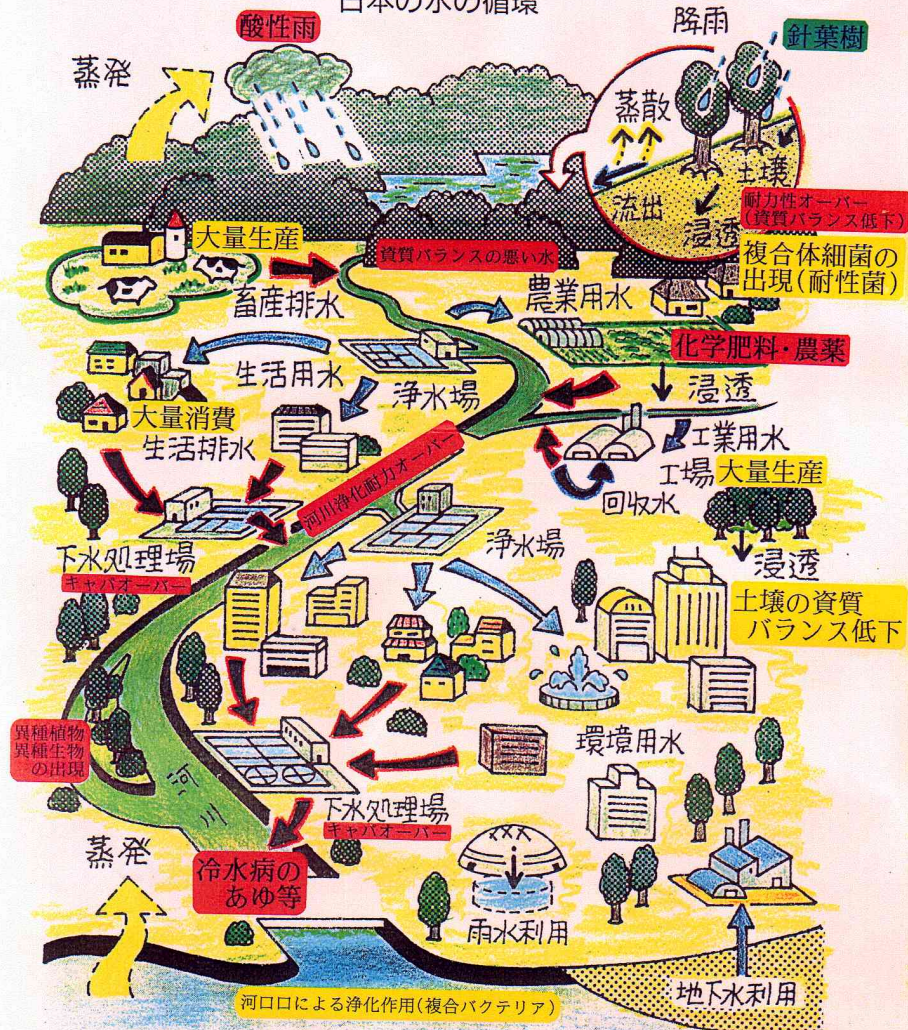 日本の水の循環
酸性雨
降雨
針葉樹
蒸発
蒸散
土壌
流出
浸透
耐力性オーバー
(資質バランス低下)
複合体細菌の
出現(耐性菌)
大量生産
資質バランスの悪い水
畜産排水
農業用水
化学肥料・農薬
生活用水
浄水場
浸透
大量消費
生活排水
工業用水
工場
大量生産
回収水
河川浄化耐力オーバー
下水処理場
キャパオーバー
浄水場
浸透
土壌の資質
バランス低下
異種植物
異種生物
の出現
河川
環境用水
下水処理場
キャパオーバー
蒸発
冷水病の
あゆ等
雨水利用
地下水利用
河口口による浄化作用(複合バクテリア)